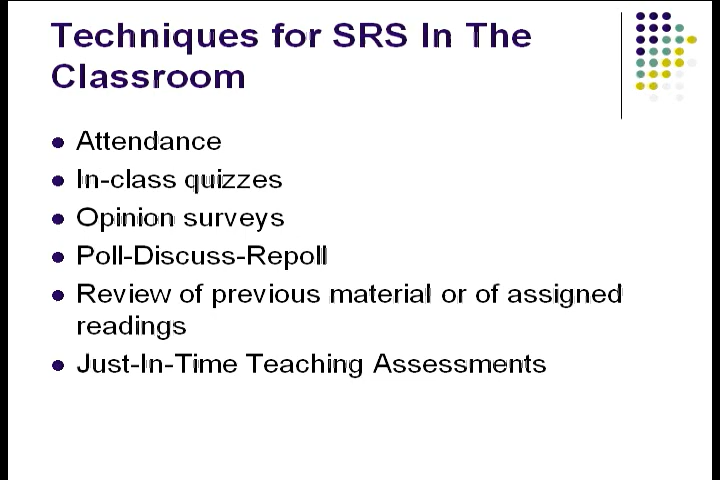 Techniques for SRS In The
Classroom
Attendance
In-class quizzes
Opinion surveys
Poll-Discuss-Repoll
Review of previous material or of assigned
readings
Just-In-Time Teaching Assessments